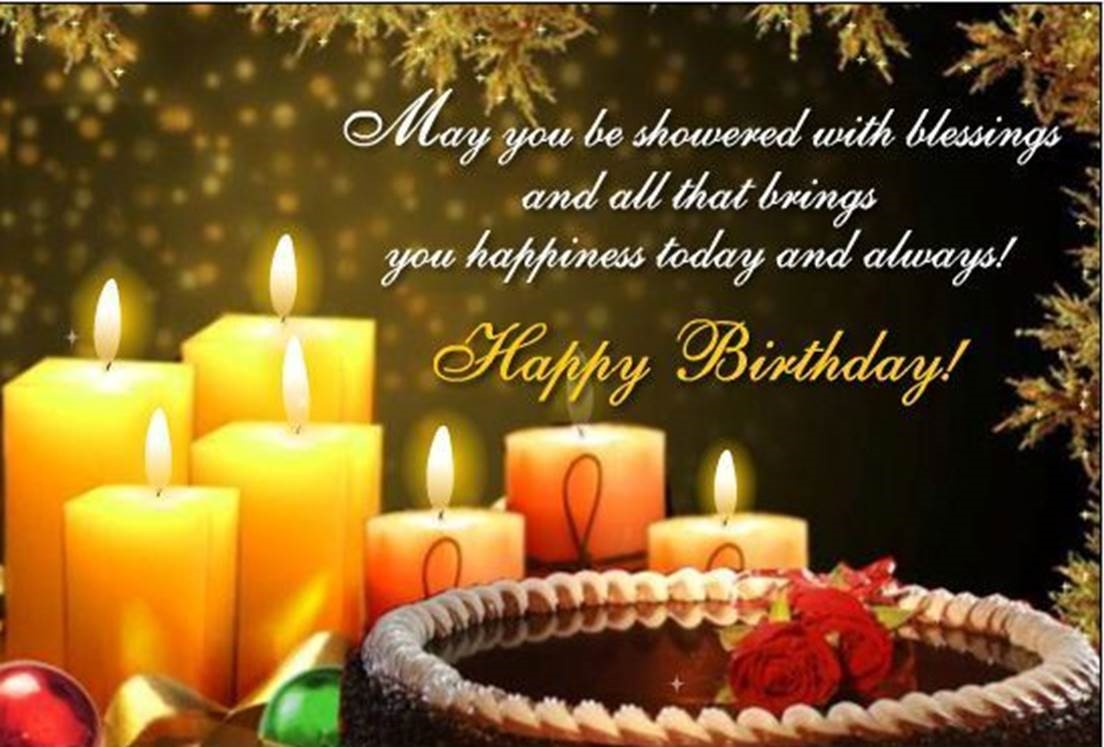 May you be showered with blessings
and all that brings
you happiness today and always!
Happy Birthday!